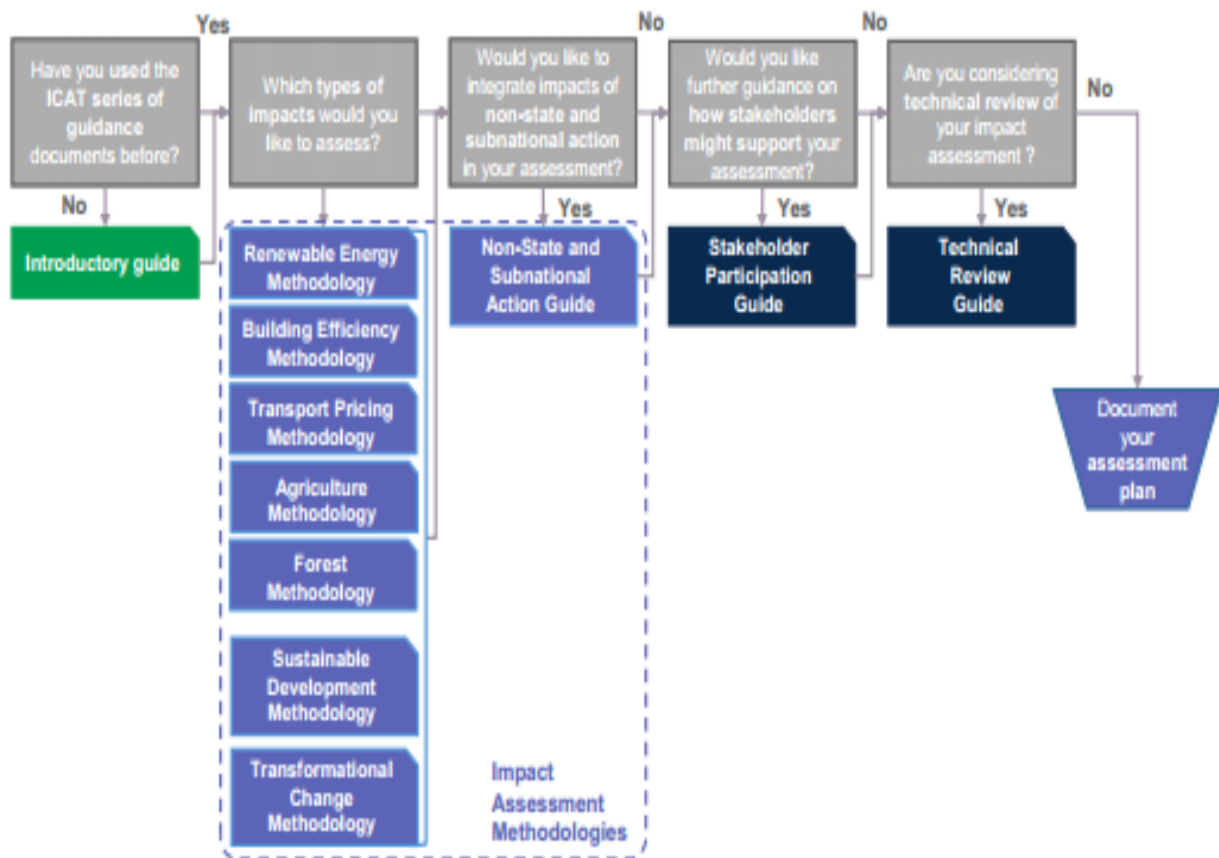 Yes
No
No
Have you used the
ICAT series of
guidance
documents before?
Which types of
impacts would you
like to assess?
Would you like to
integrate impacts of
non-state and
subnational action
in your assessment?
Would you like
further guidance on
how stakeholders
might support your
assessment?
Are you considering
technical review of
your impact
assessment ?
No
No
Yes
Yes
Yes
Introductory guide
Renewable Energy
Methodology
Building Efficiency
Methodology
Transport Pricing
Methodology
Agriculture
Methodology
Forest
Methodology
Sustainable
Development
Methodology
Transformational
Change
Methodology
Non-State and
Subnational
Action Guide
Stakeholder
Participation
Guide
Technical
Review
Guide
Document
your
assessment
plan
Impact
Assessment
Methodologies